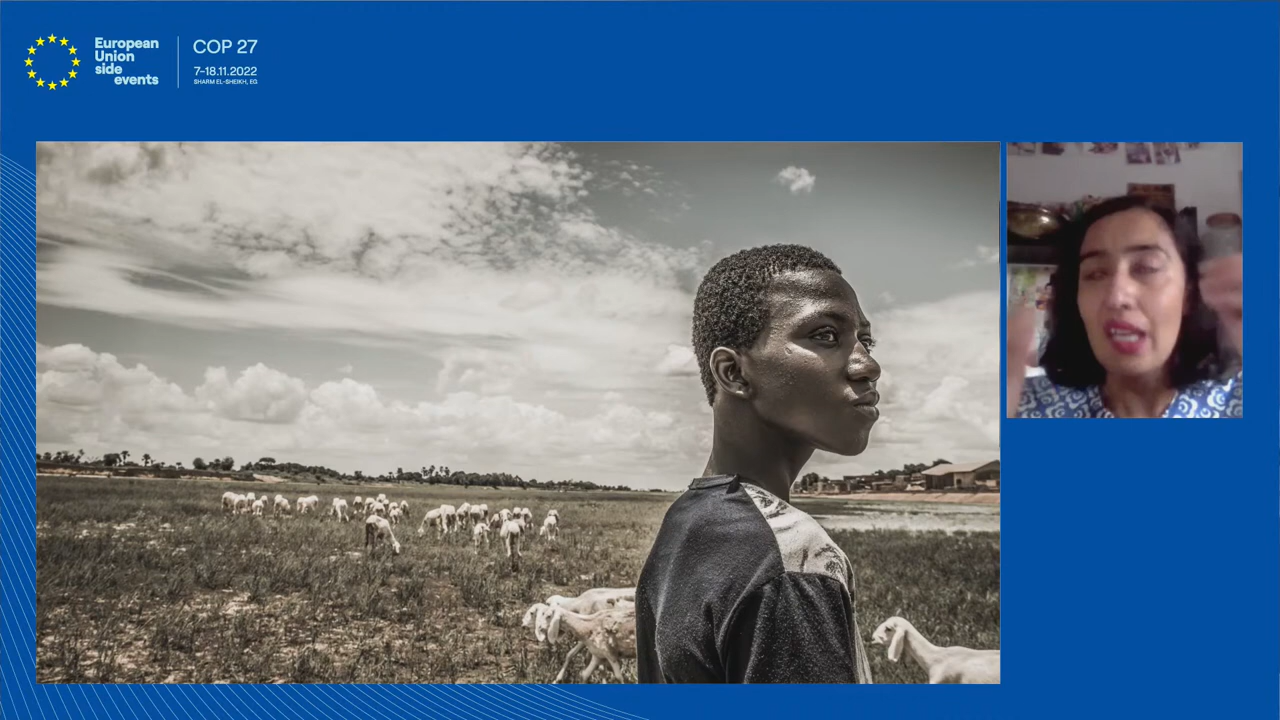 European
Union
side
events
COP 27
7-18.11.2022
SHARM EL-SHEIKH, EG